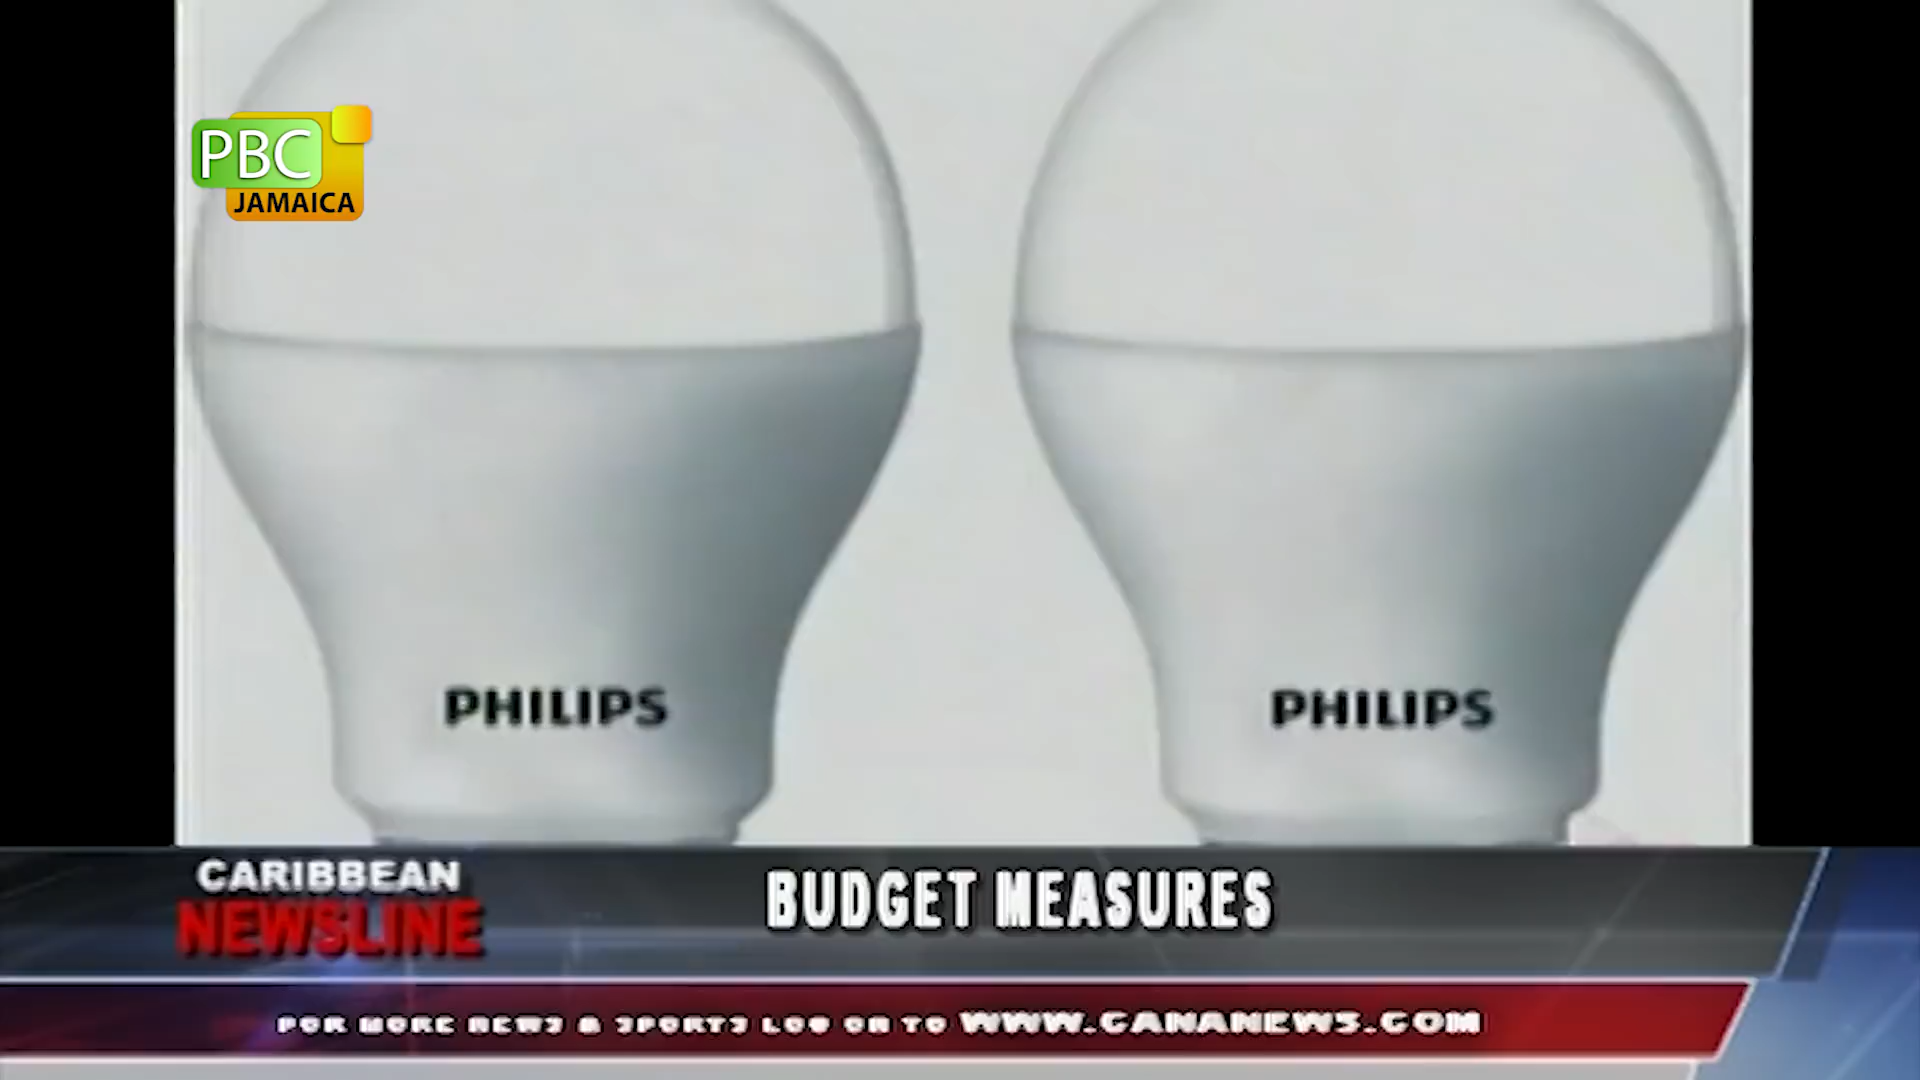 PBC
JAMAICA
PHILIPS
PHILIPS
CARIBBEAN
NEWSLINE
BUDGET MEASURES
FOR MORE NEWS & SPORTS LOG ON TO WWW.CANANEWS.COM